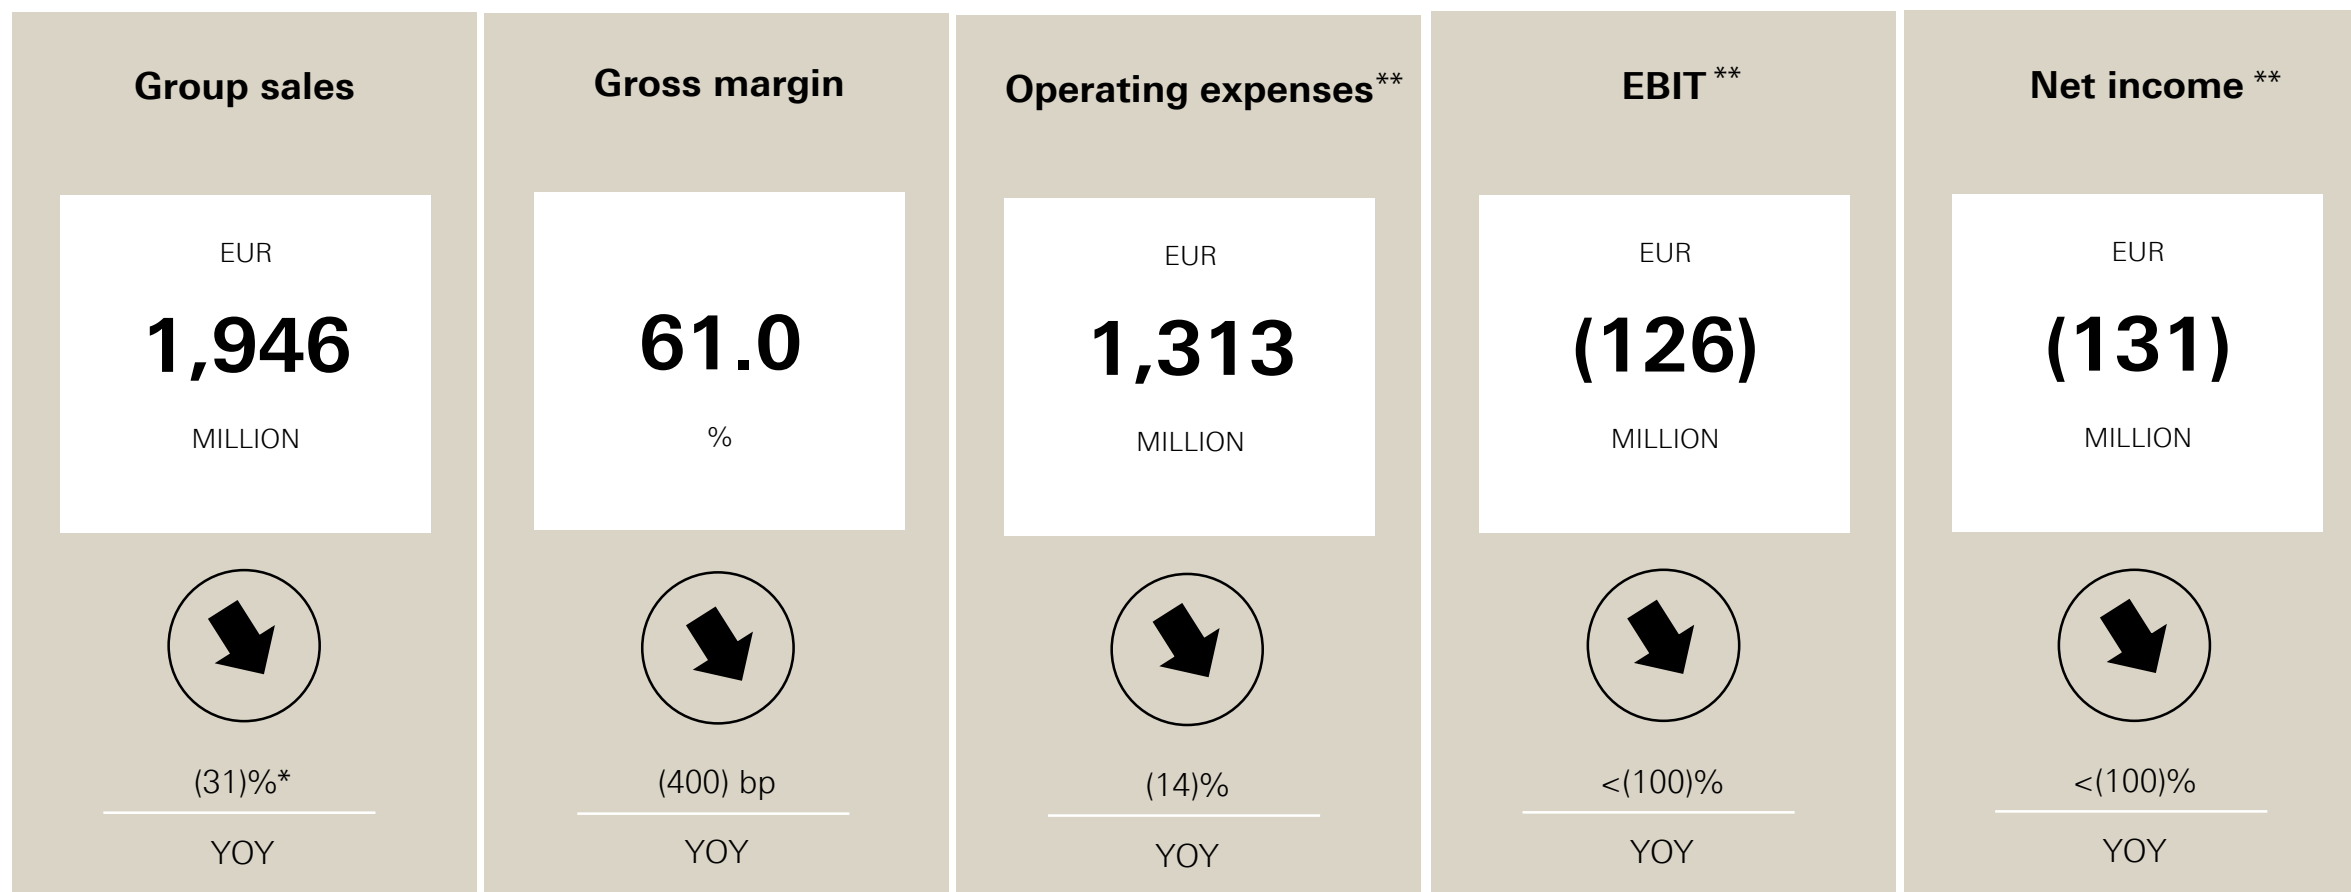 Group sales
EUR
1,946
MILLION
(31)%*
YOY
Gross margin
61.0
%
(400) bp
YOY
Operating expenses**
EUR
1,313
MILLION
(14)%
YOY
EBIT **
EUR
(126)
MILLION
<(100)%
YOY
Net income **
EUR
(131)
MILLION
<(100)%
YOY